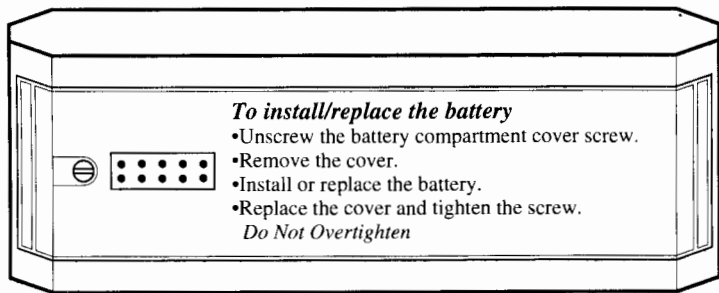 To install/replace the battery
•Unscrew the battery compartment cover screw.
•Remove the cover.
•Install or replace the battery.
•Replace the cover and tighten the screw.
Do Not Overtighten